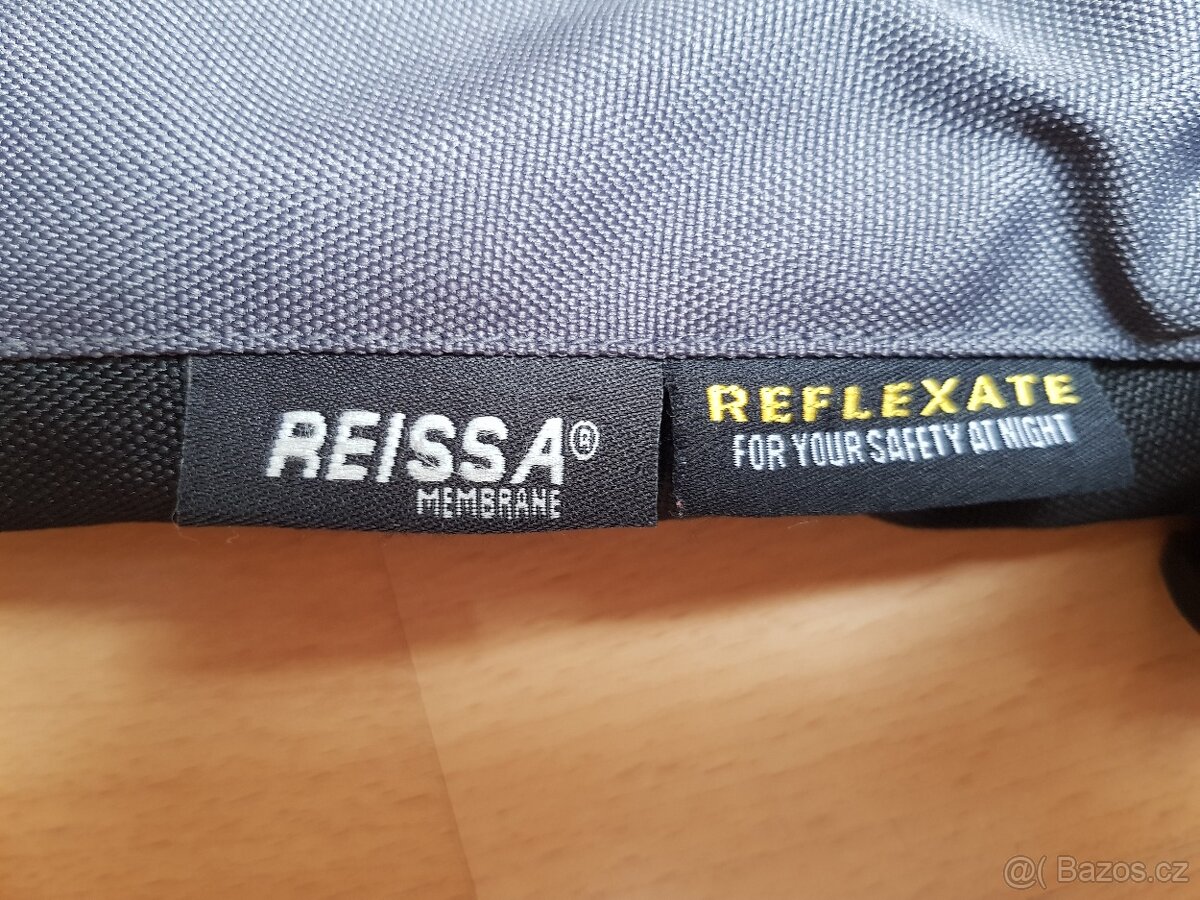 REISSA®
MEMBRANE
REFLEXATE
FOR YOUR SAFETY AT NIGHT
@( Bazos.cz